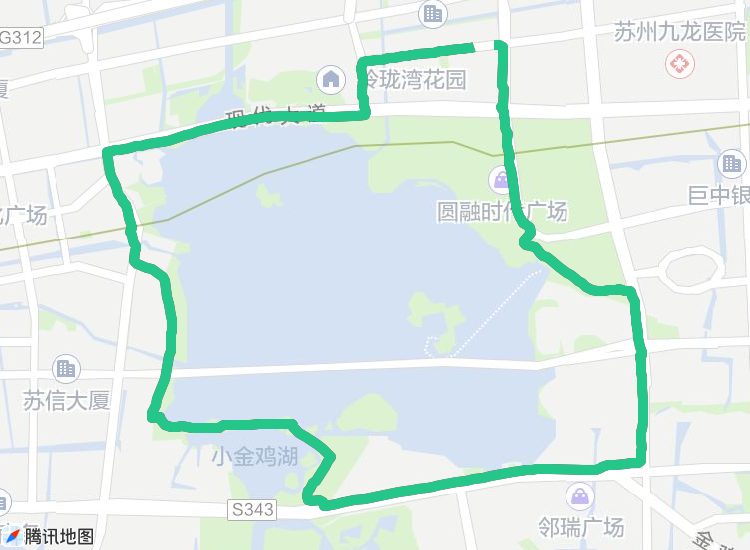 G312
苏州九龙医院
玲珑湾花园
现代大道
圆融时代广场
巨中银
广场
苏信大厦
小金鸡湖
S343
邻瑞广场
金鸡
腾讯地图